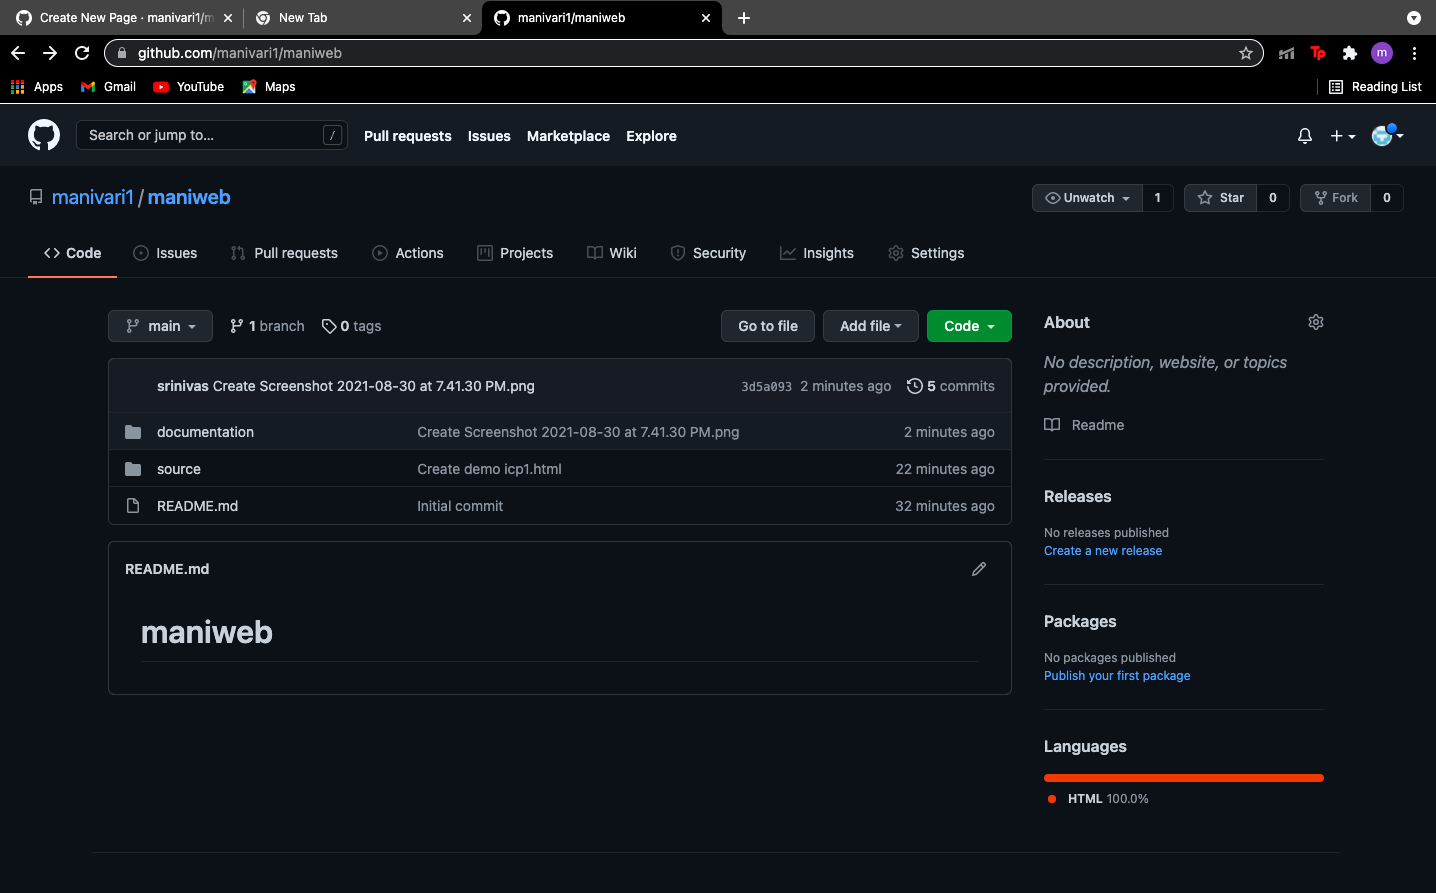 Create New Page · manivari1/m
New Tab
manivari1/maniweb
github.com/manivari1/maniweb
Tp
m
Apps
Gmail
YouTube
Maps
Reading List
Search or jump to...
/
Pull requests
Issues
Marketplace
Explore
manivari1 / maniweb
Unwatch 1
Star 0
Fork 0
Code
Issues
Pull requests
Actions
Projects
Wiki
Security
Insights
Settings
main
1 branch
0 tags
Go to file
Add file
Code
srinivas Create Screenshot 2021-08-30 at 7.41.30 PM.png 3d5a093 2 minutes ago 5 commits
documentation Create Screenshot 2021-08-30 at 7.41.30 PM.png 2 minutes ago
source Create demo icp1.html 22 minutes ago
README.md Initial commit 32 minutes ago
README.md
maniweb
About
No description, website, or topics
provided.
Readme
Releases
No releases published
Create a new release
Packages
No packages published
Publish your first package
Languages
HTML 100.0%